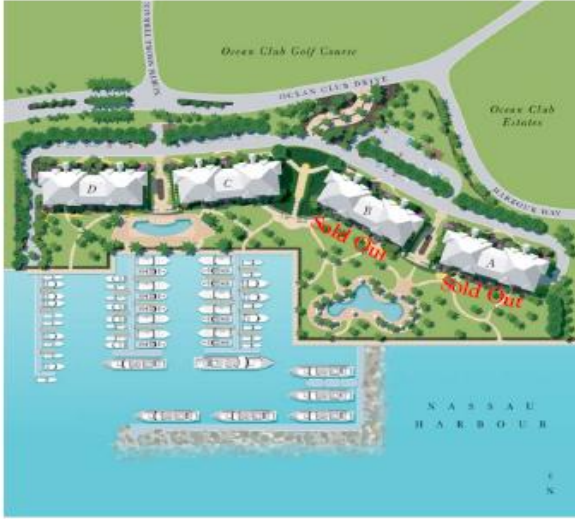 Ocean Club Golf Course
OCEAN CLUB DRIVE
Ocean Club
Estates
HARBOUR WAY
D
C
B
A
Sold Out
Sold Out
NASSAU
HARBOUR
N